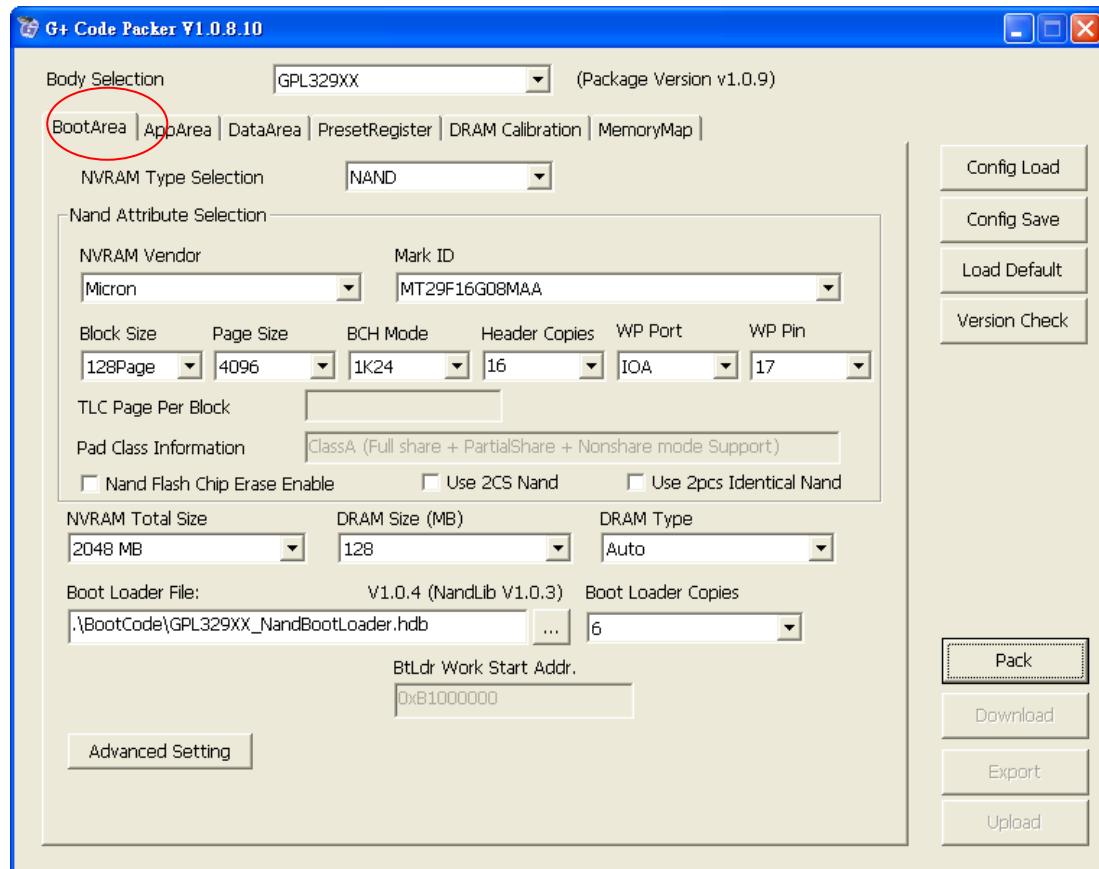 G+ Code Packer V1.0.8.10
Body Selection GPL329XX (Package Version v1.0.9)
BootArea AppArea DataArea PresetRegister DRAM Calibration MemoryMap
NVRAM Type Selection NAND
Nand Attribute Selection
NVRAM Vendor Mark ID
Micron MT29F16G08MAA
Block Size Page Size BCH Mode Header Copies WP Port WP Pin
128Page 4096 1K24 16 IOA 17
TLC Page Per Block
Pad Class Information ClassA (Full share + PartialShare + Nonshare mode Support)
Nand Flash Chip Erase Enable Use 2CS Nand Use 2pcs Identical Nand
NVRAM Total Size DRAM Size (MB) DRAM Type
2048 MB 128 Auto
Boot Loader File: V1.0.4 (NandLib V1.0.3) Boot Loader Copies
.\BootCode\GPL329XX_NandBootLoader.hdb ... 6
BtLdr Work Start Addr.
0xB1000000
Advanced Setting
Config Load
Config Save
Load Default
Version Check
Pack
Download
Export
Upload